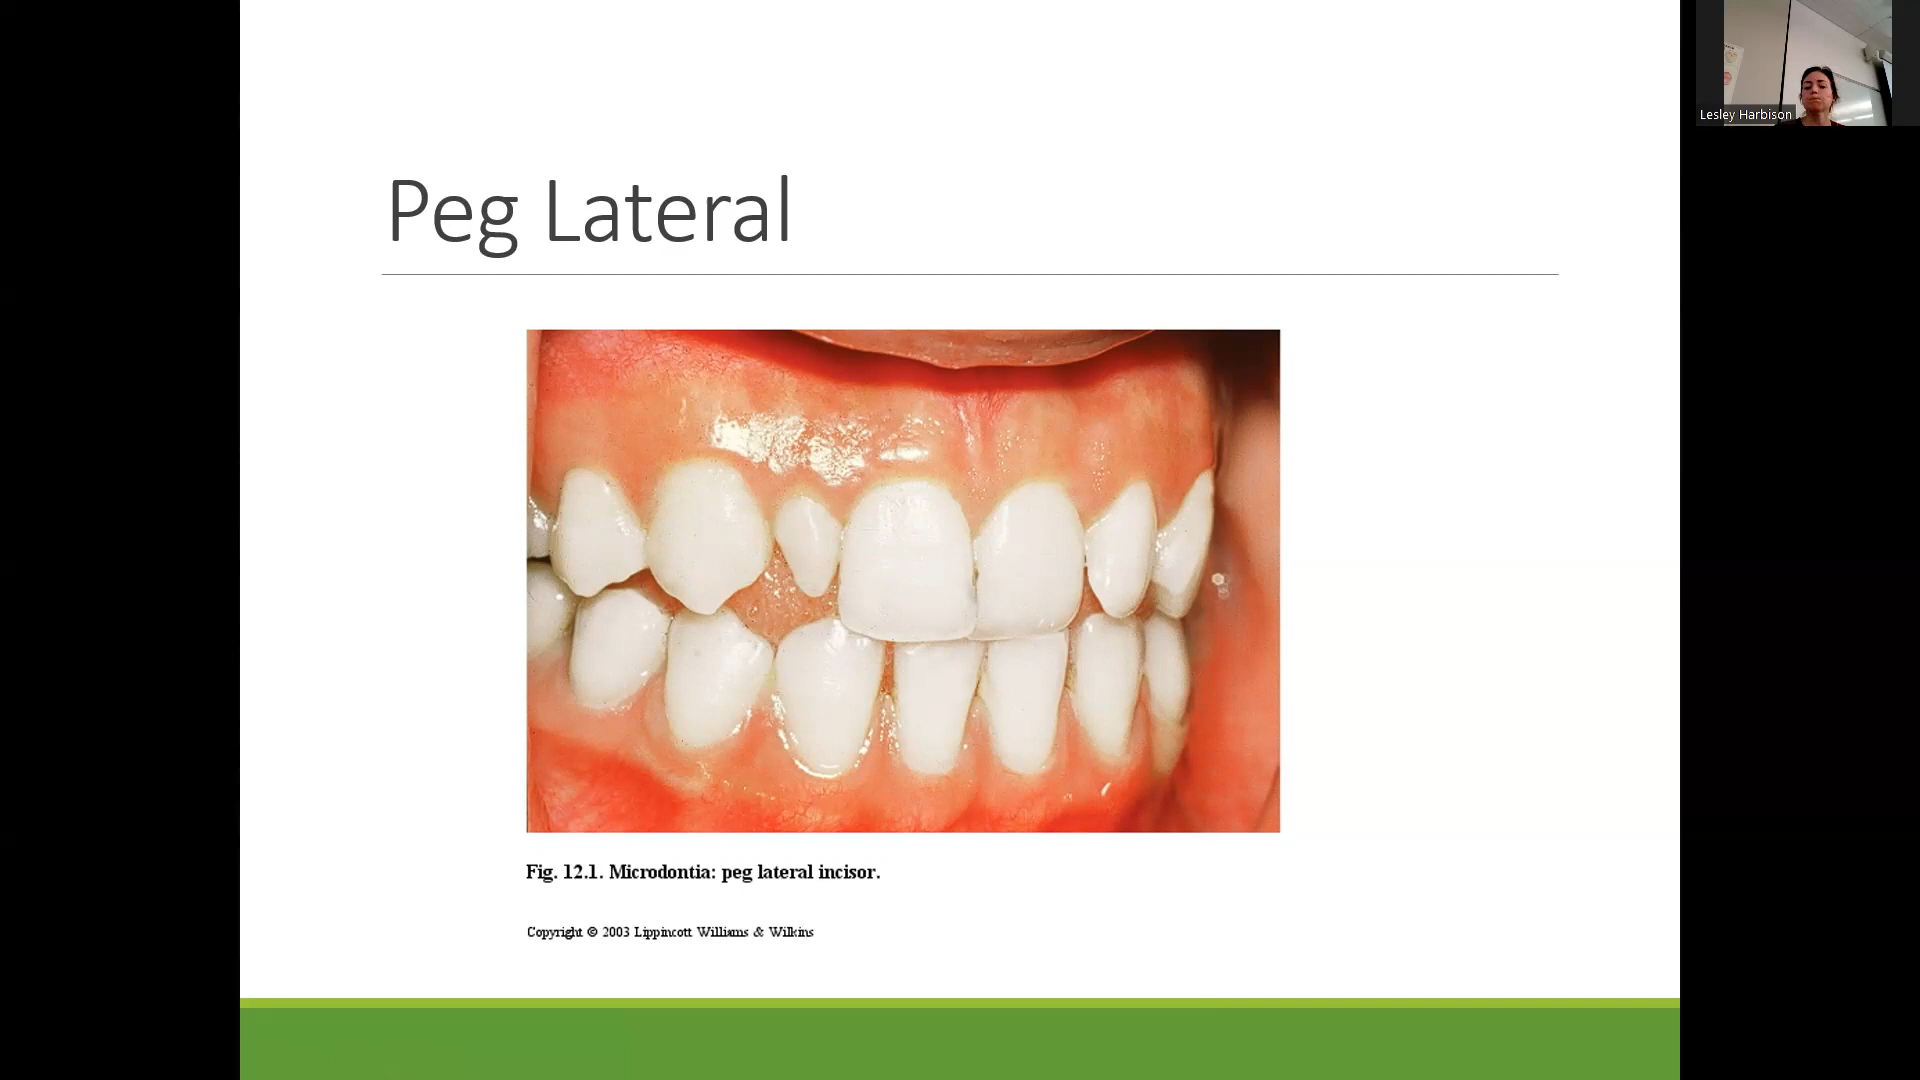 Peg Lateral
Lesley Harbison
Fig. 12.1. Microdontia: peg lateral incisor.
Copyright © 2003 Lippincott Williams & Wilkins